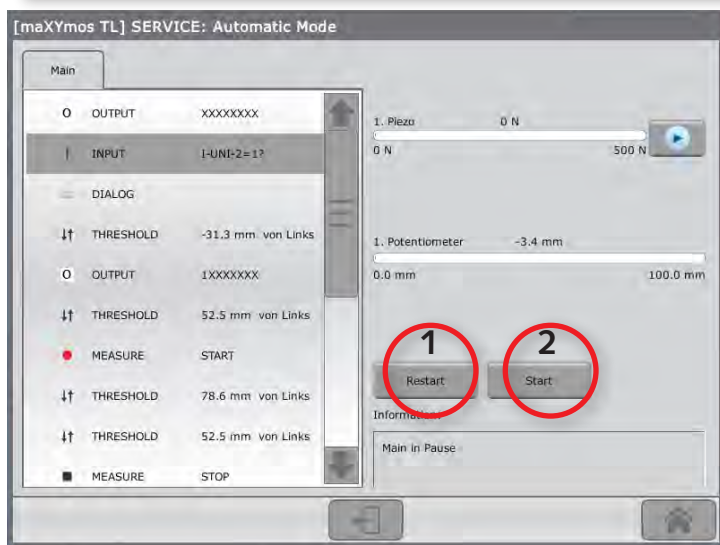 [maXYmos TL] SERVICE: Automatic Mode
Main
O OUTPUT XXXXXXXX
I INPUT I-UNI-2=1?
DIALOG
THRESHOLD -31.3 mm von Links
O OUTPUT 1XXXXXXX
THRESHOLD 52.5 mm von Links
MEASURE START
THRESHOLD 78.6 mm von Links
THRESHOLD 52.5 mm von Links
MEASURE STOP
1. Piezo 0 N
0 N 500 N
1. Potentiometer -3.4 mm
0.0 mm 100.0 mm
1 2
Restart Start
Information:
Main in Pause